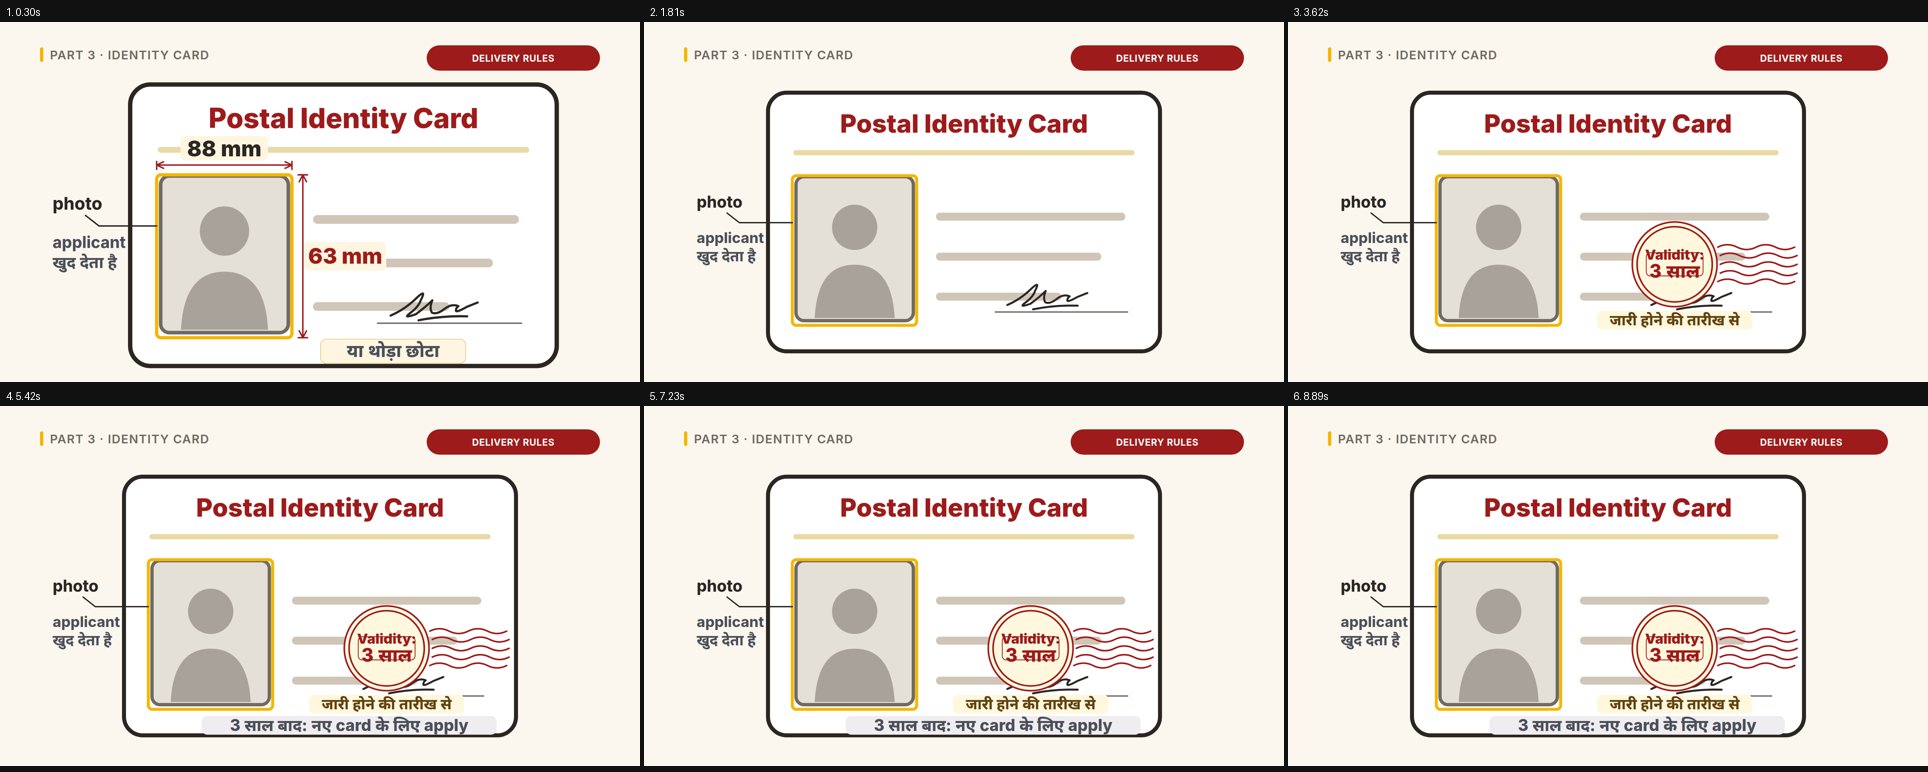 1. 0.30s
PART 3 · IDENTITY CARD
DELIVERY RULES
Postal Identity Card
88 mm
photo
applicant
खुद देता है
63 mm
या थोड़ा छोटा
2. 1.81s
PART 3 · IDENTITY CARD
DELIVERY RULES
Postal Identity Card
photo
applicant
खुद देता है
3. 3.62s
PART 3 · IDENTITY CARD
DELIVERY RULES
Postal Identity Card
photo
applicant
खुद देता है
Validity:
3 साल
जारी होने की तारीख से
4. 5.42s
PART 3 · IDENTITY CARD
DELIVERY RULES
Postal Identity Card
photo
applicant
खुद देता है
Validity:
3 साल
जारी होने की तारीख से
3 साल बाद: नए card के लिए apply
5. 7.23s
PART 3 · IDENTITY CARD
DELIVERY RULES
Postal Identity Card
photo
applicant
खुद देता है
Validity:
3 साल
जारी होने की तारीख से
3 साल बाद: नए card के लिए apply
6. 8.89s
PART 3 · IDENTITY CARD
DELIVERY RULES
Postal Identity Card
photo
applicant
खुद देता है
Validity:
3 साल
जारी होने की तारीख से
3 साल बाद: नए card के लिए apply